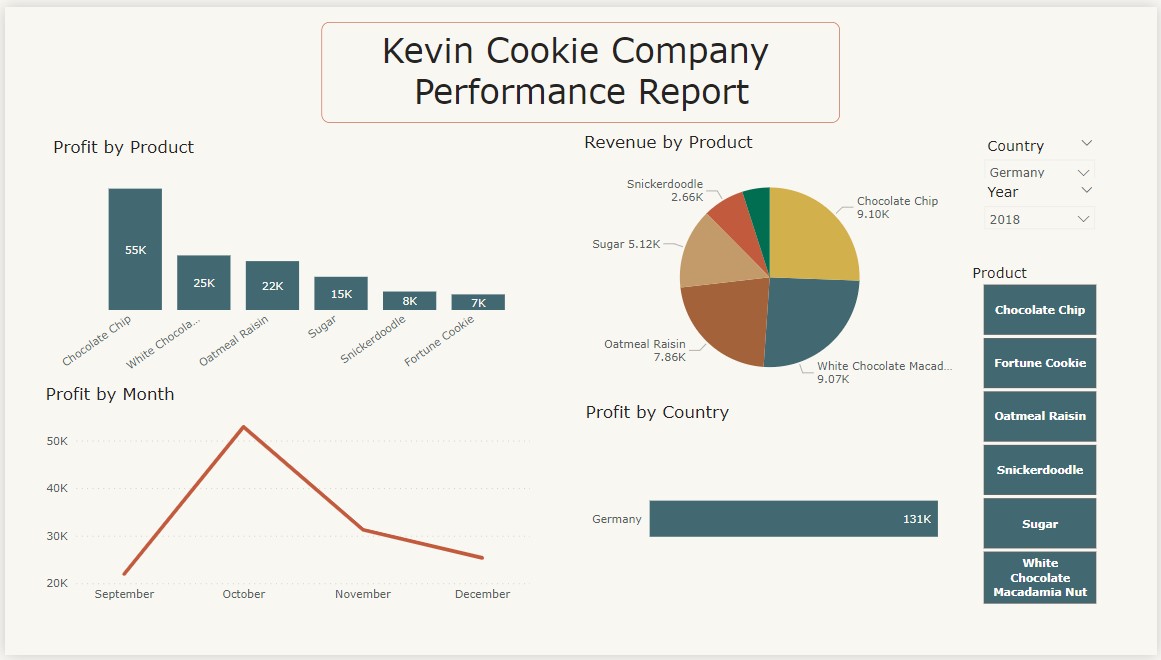 Kevin Cookie Company
Performance Report
Profit by Product
55K
25K
22K
15K
8K
7K
Chocolate Chip
White Chocola...
Oatmeal Raisin
Sugar
Snickerdoodle
Fortune Cookie
Revenue by Product
Snickerdoodle
2.66K
Chocolate Chip
9.10K
Sugar 5.12K
Oatmeal Raisin
7.86K
White Chocolate Macad...
9.07K
Country
Germany
Year
2018
Product
Chocolate Chip
Fortune Cookie
Oatmeal Raisin
Snickerdoodle
Sugar
White
Chocolate
Macadamia Nut
Profit by Month
50K
40K
30K
20K
September
October
November
December
Profit by Country
Germany
131K